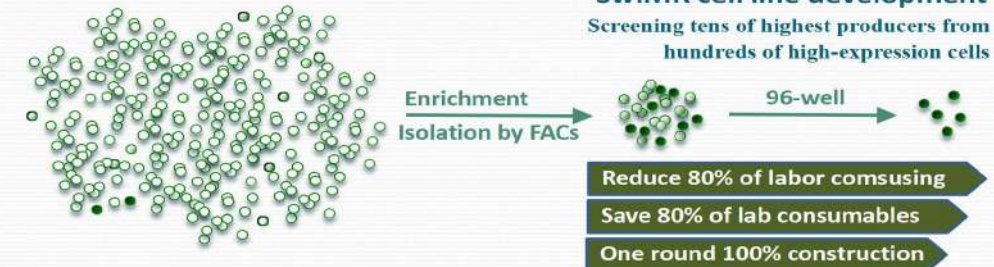 cell line development
Screening tens of highest producers from
hundreds of high-expression cells
Enrichment
Isolation by FACs
96-well
Reduce 80% of labor comsusing
Save 80% of lab consumables
One round 100% construction